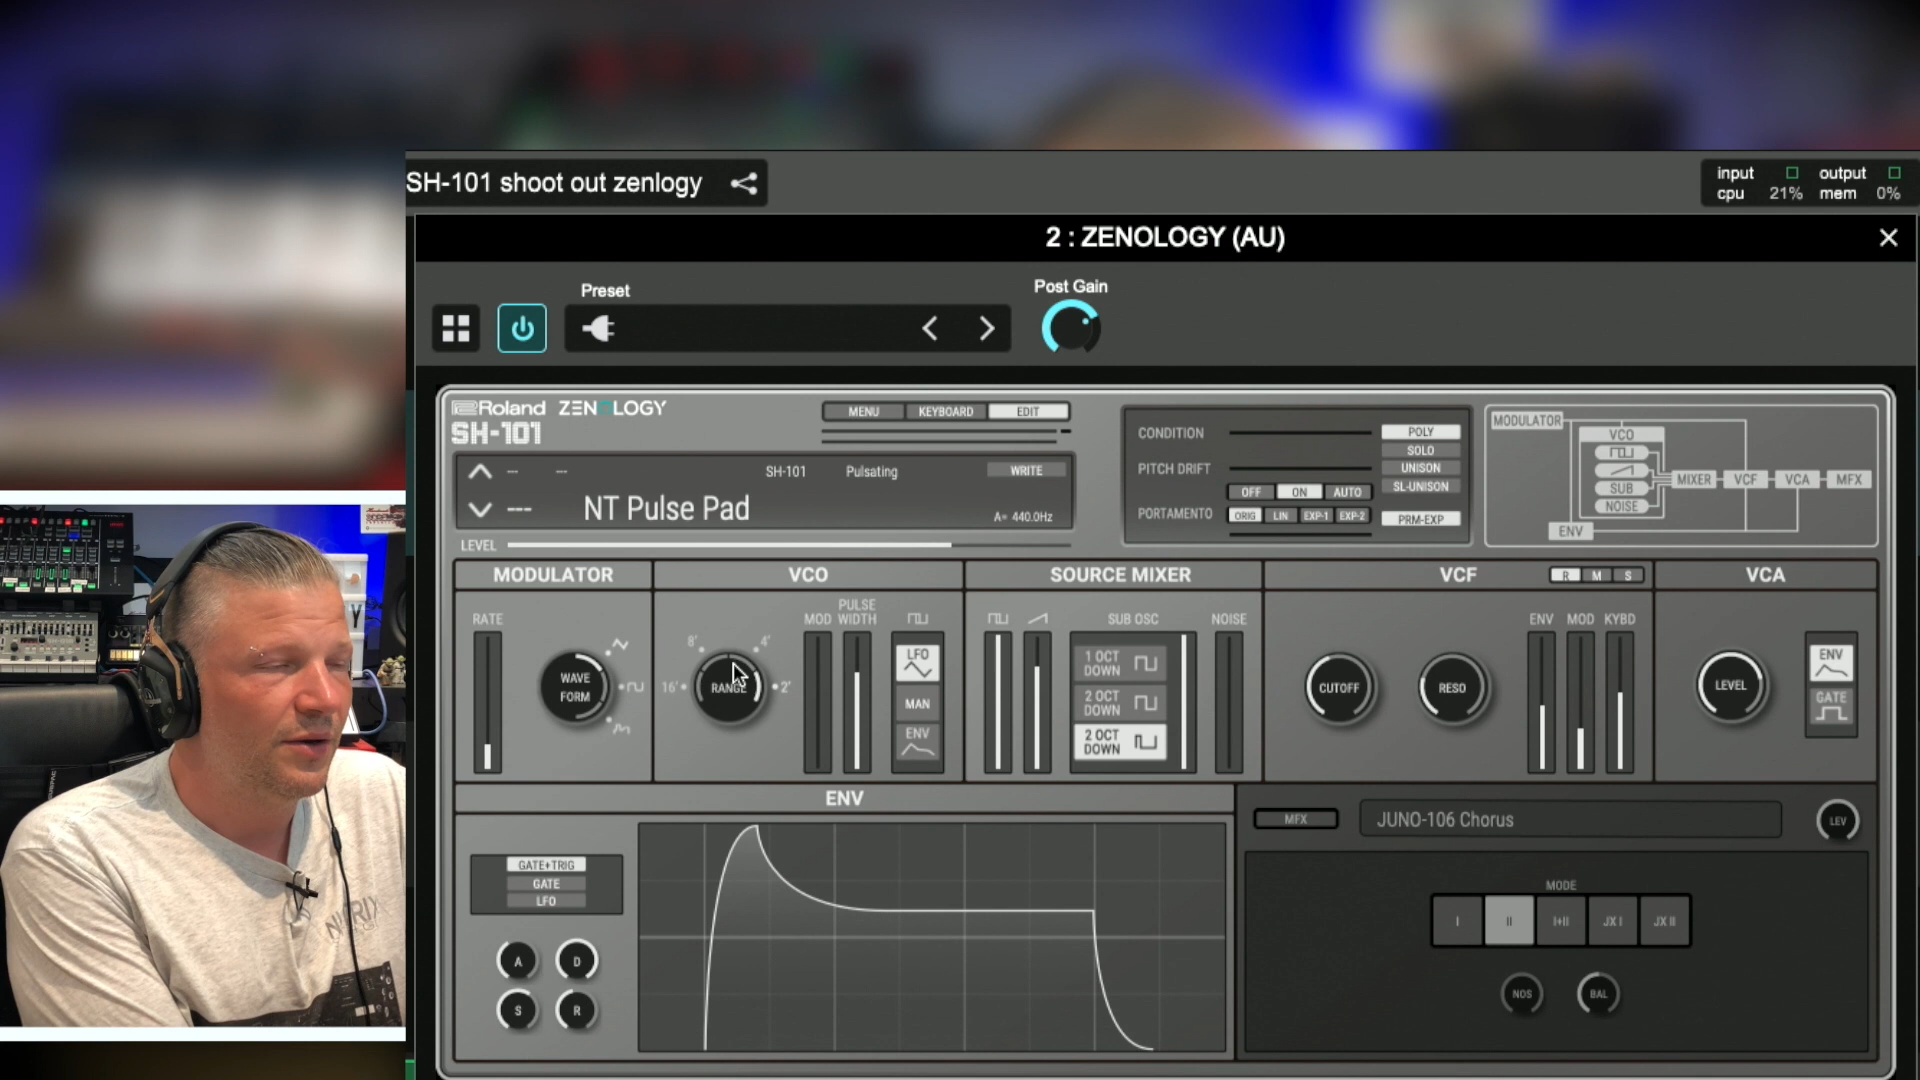 SH-101 shoot out zenlogy
input output
cpu 21% mem 0%
2 : ZENOLOGY (AU)
Preset
Post Gain
Roland ZENOLOGY
SH-101
MENU KEYBOARD EDIT
-- -- SH-101 Pulsating WRITE
--- NT Pulse Pad A= 440.0Hz
LEVEL
CONDITION
PITCH DRIFT
OFF ON AUTO
PORTAMENTO ORIG LIN EXP-1 EXP-2
POLY
SOLO
UNISON
SL-UNISON
PRM-EXP
MODULATOR
VCO
SUB
NOISE
MIXER VCF VCA MFX
ENV
MODULATOR VCO SOURCE MIXER VCF R M S VCA
RATE
WAVE
FORM
8' 4'
16' 2'
RANGE
MOD PULSE
WIDTH
LFO
MAN
ENV
SUB OSC
1 OCT
DOWN
2 OCT
DOWN
2 OCT
DOWN
NOISE
CUTOFF RESO
ENV MOD KYBD
LEVEL
ENV
GATE
ENV
GATE+TRIG
GATE
LFO
A D
S R
MFX JUNO-106 Chorus LEV
MODE
I II I+II JX I JX II
NOS BAL